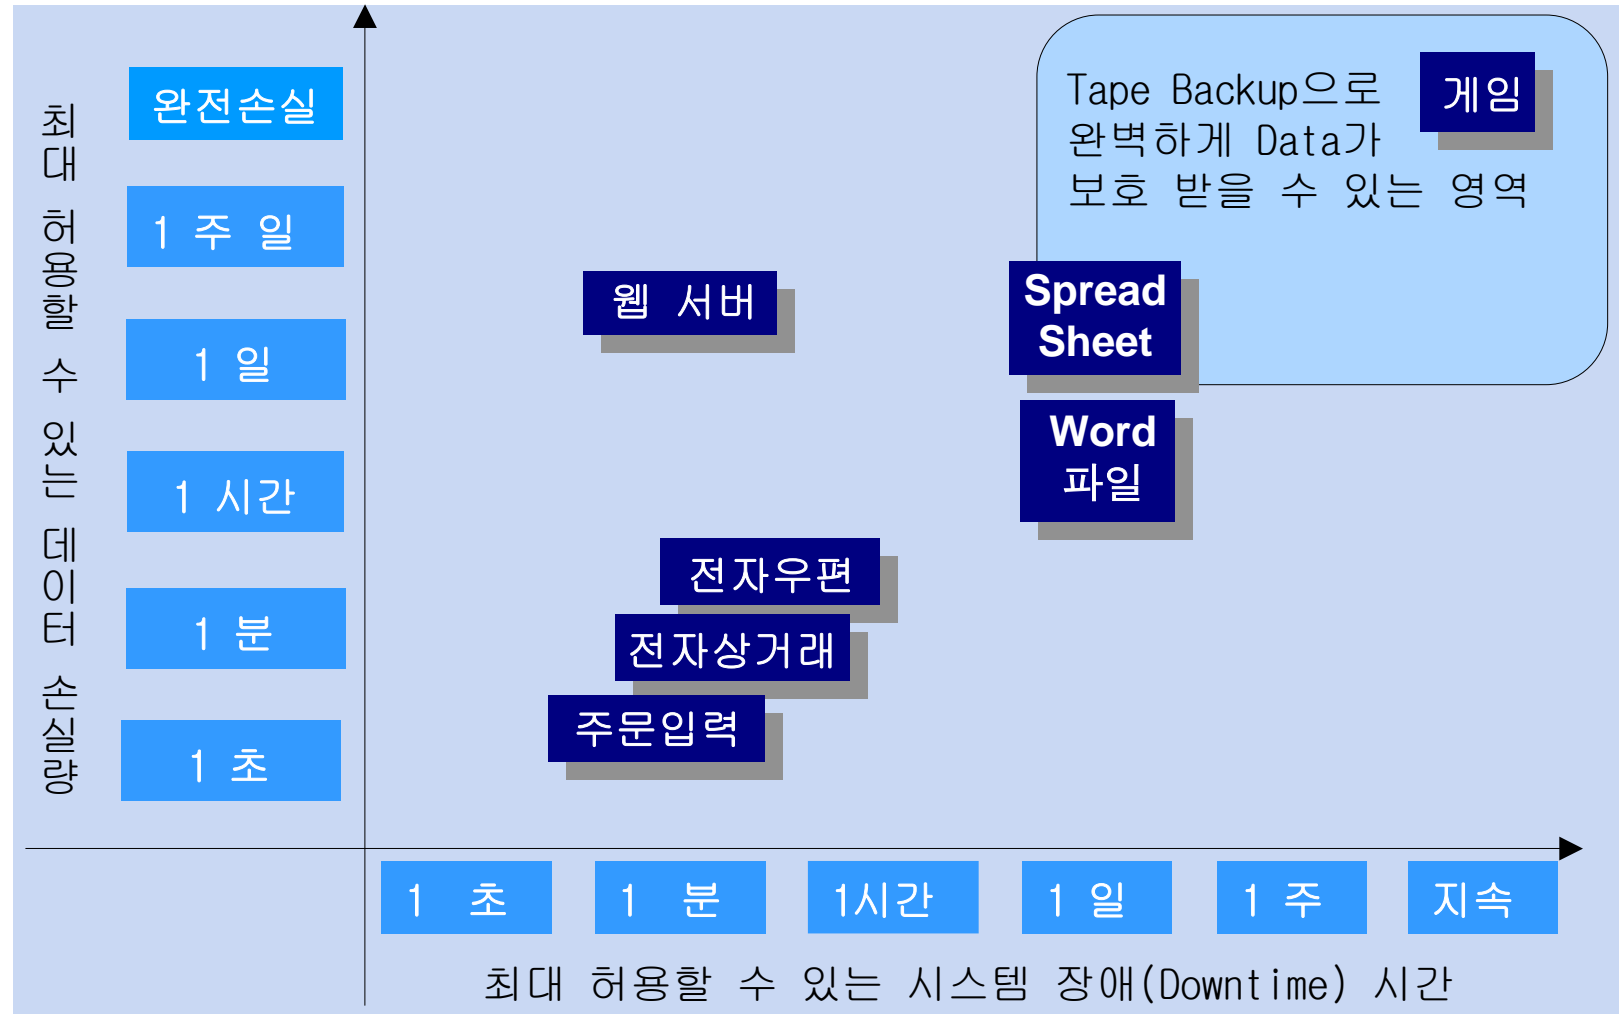 최대 허용할 수 있는 데이터 손실량
완전손실
1 주 일
1 일
1 시간
1 분
1 초
Tape Backup으로
완벽하게 Data가
보호 받을 수 있는 영역
게임
웹 서버
Spread
Sheet
Word
파일
전자우편
전자상거래
주문입력
1 초
1 분
1시간
1 일
1 주
지속
최대 허용할 수 있는 시스템 장애(Downtime) 시간